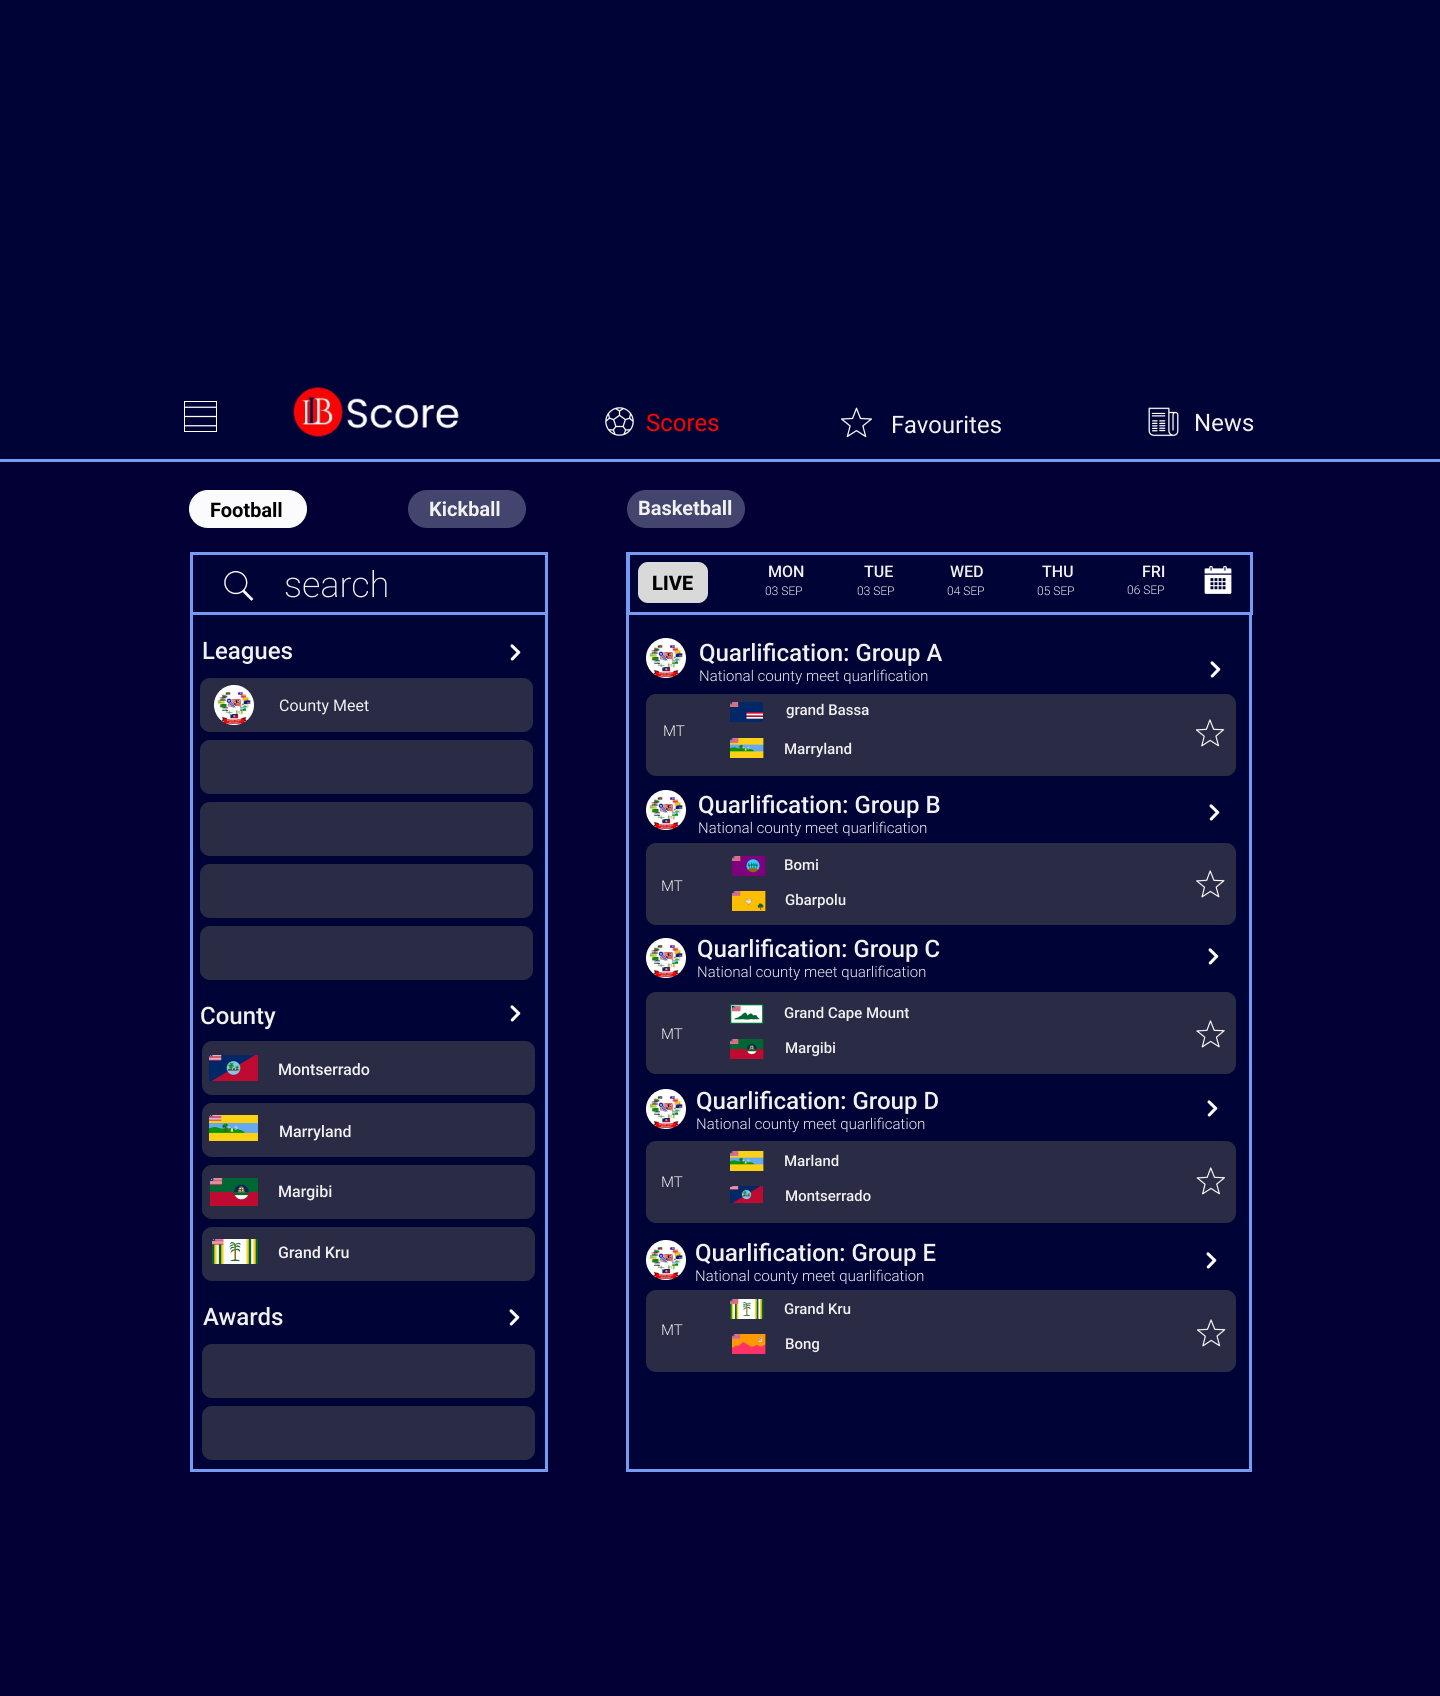 LB Score
Scores
Favourites
News
Football
Kickball
Basketball
search
Leagues
County Meet
County
Montserrado
Marryland
Margibi
Grand Kru
Awards
LIVE
MON
03 SEP
TUE
03 SEP
WED
04 SEP
THU
05 SEP
FRI
06 SEP
Quarlification: Group A
National county meet quarlification
MT
grand Bassa
Marryland
Quarlification: Group B
National county meet quarlification
MT
Bomi
Gbarpolu
Quarlification: Group C
National county meet quarlification
MT
Grand Cape Mount
Margibi
Quarlification: Group D
National county meet quarlification
MT
Marland
Montserrado
Quarlification: Group E
National county meet quarlification
MT
Grand Kru
Bong